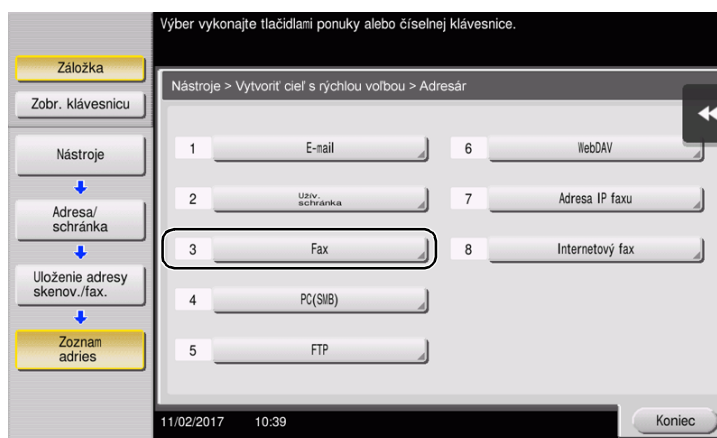 Výber vykonajte tlačidlami ponuky alebo číselnej klávesnice.
Záložka
Zobr. klávesnicu
Nástroje
Adresa/
schránka
Uloženie adresy
skenov./fax.
Zoznam
adries
Nástroje > Vytvoriť cieľ s rýchlou voľbou > Adresár
1 E-mail
2 Uzív.
schránka
3 Fax
4 PC(SMB)
5 FTP
6 WebDAV
7 Adresa IP faxu
8 Internetový fax
11/02/2017 10:39
Koniec